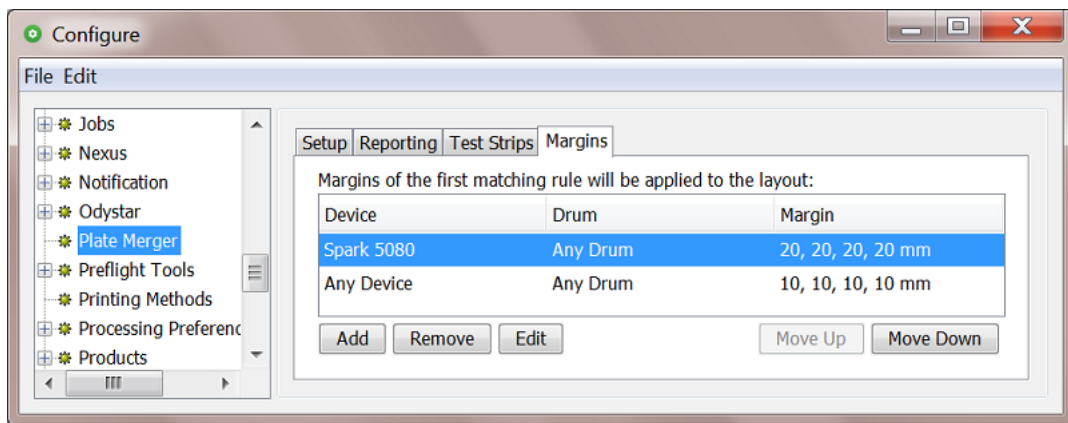 Configure
File Edit
Jobs
Nexus
Notification
Odystar
Plate Merger
Preflight Tools
Printing Methods
Processing Preferenc
Products
Setup Reporting Test Strips Margins
Margins of the first matching rule will be applied to the layout:
Device Drum Margin
Spark 5080 Any Drum 20, 20, 20, 20 mm
Any Device Any Drum 10, 10, 10, 10 mm
Add Remove Edit Move Up Move Down